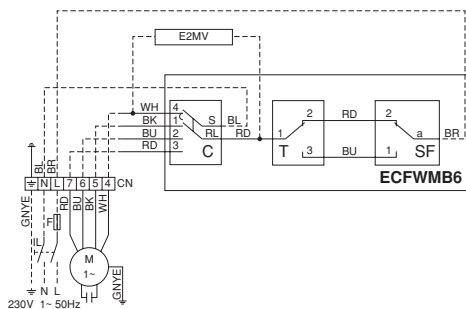 E2MV
WH 4
BK 1 S BL
BU 2 RL RD
RD 3 C
1 2 RD 2
T 3 BU 1 a SF BR
ECFWMB6
BL BR
N L 7 6 5 4 CN
GNYE RD BU BK WH
F
IL
M
1~
GNYE
N L
230V 1~ 50Hz